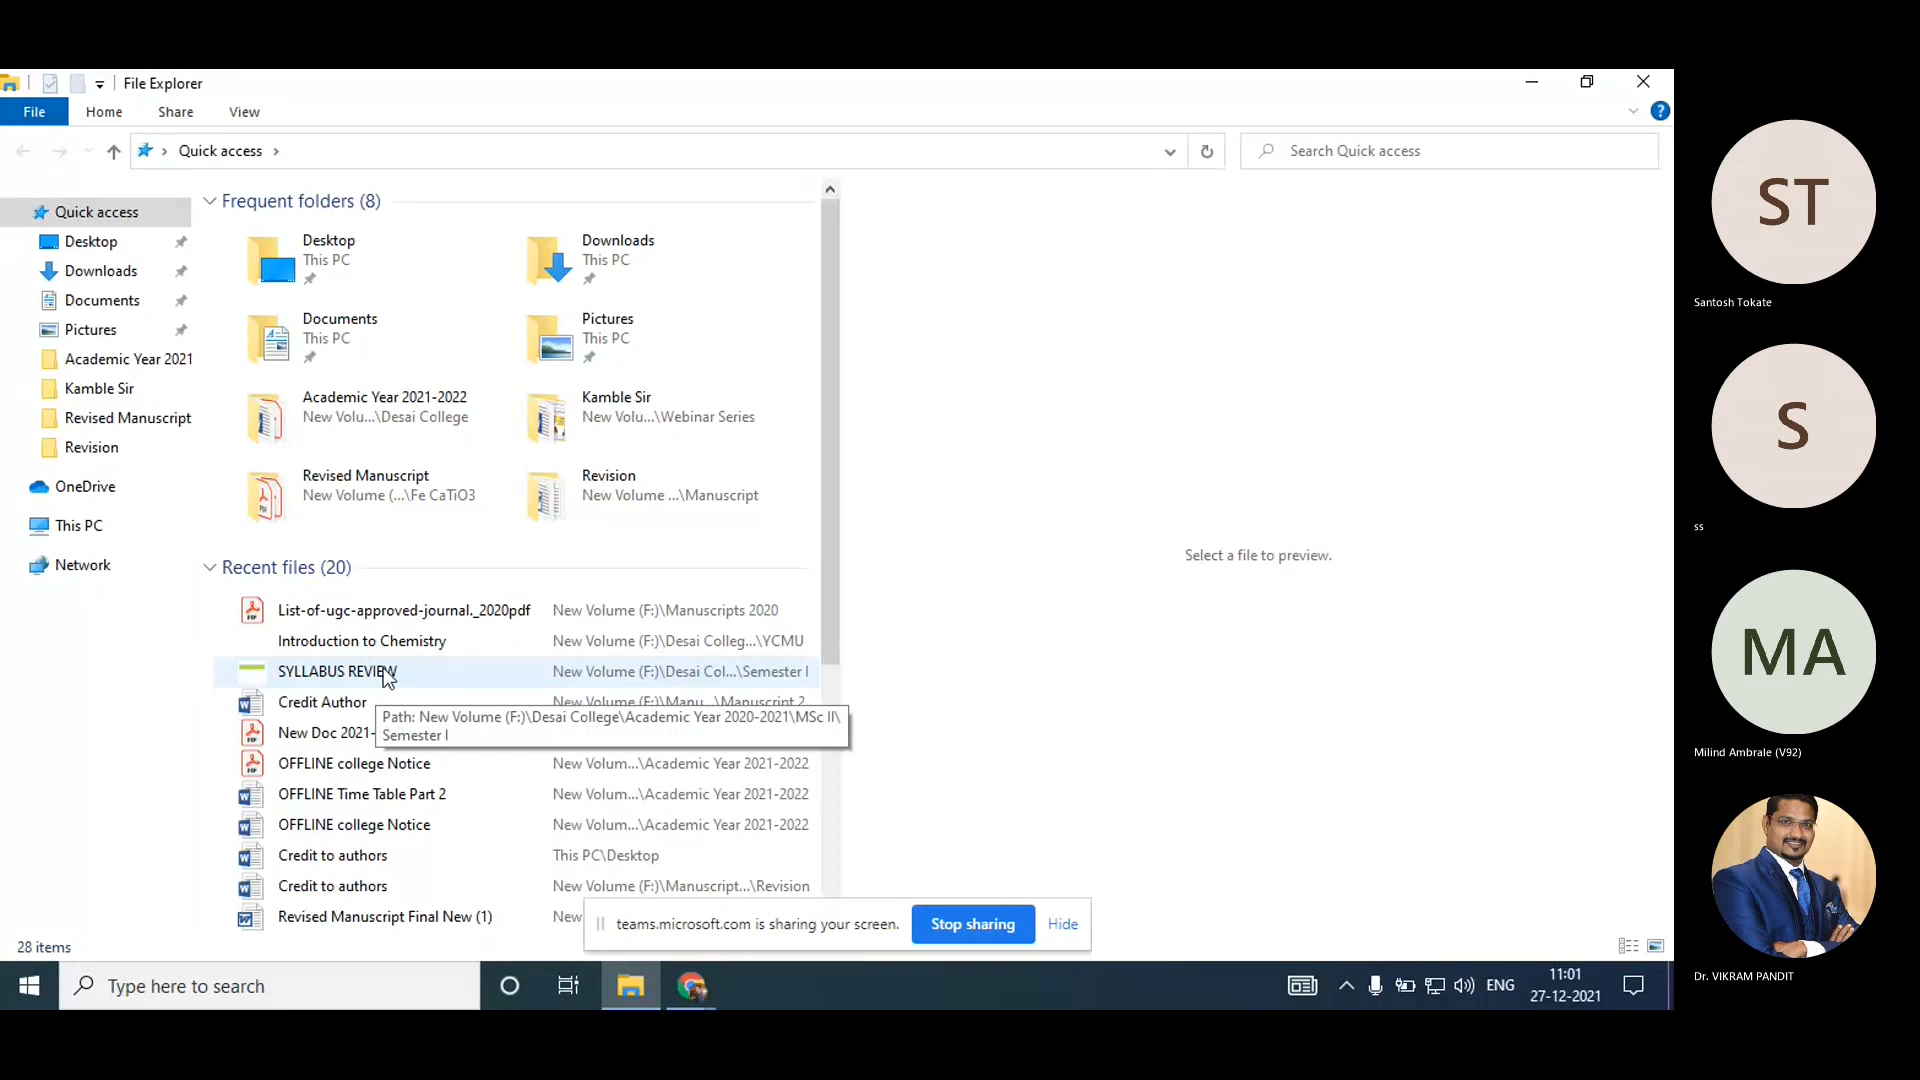 File Explorer
File
Home
Share
View
?
Quick access
Search Quick access
Quick access
Desktop
Downloads
Documents
Pictures
Academic Year 2021
Kamble Sir
Revised Manuscript
Revision
OneDrive
This PC
Network
Frequent folders (8)
Desktop
This PC
Downloads
This PC
Documents
This PC
Pictures
This PC
Academic Year 2021-2022
New Volu...\Desai College
Kamble Sir
New Volu...\Webinar Series
Revised Manuscript
New Volume (...\Fe CaTiO3
Revision
New Volume ...\Manuscript
Recent files (20)
List-of-ugc-approved-journal._2020pdf New Volume (F:)\Manuscripts 2020
Introduction to Chemistry New Volume (F:)\Desai Colleg...\YCMU
SYLLABUS REVIEW New Volume (F:)\Desai Col...\Semester I
Credit Author New Volume (F:)\Manu...\Manuscript 2
Path: New Volume (F:)\Desai College\Academic Year 2020-2021\MSc II\
Semester I
New Doc 2021-
OFFLINE college Notice New Volum...\Academic Year 2021-2022
OFFLINE Time Table Part 2 New Volum...\Academic Year 2021-2022
OFFLINE college Notice New Volum...\Academic Year 2021-2022
Credit to authors This PC\Desktop
Credit to authors New Volume (F:)\Manuscript...\Revision
Revised Manuscript Final New (1) New
Select a file to preview.
teams.microsoft.com is sharing your screen.
Stop sharing
Hide
28 items
Type here to search
ENG
11:01
27-12-2021
ST
Santosh Tokate
S
ss
MA
Milind Ambrale (V92)
Dr. VIKRAM PANDIT